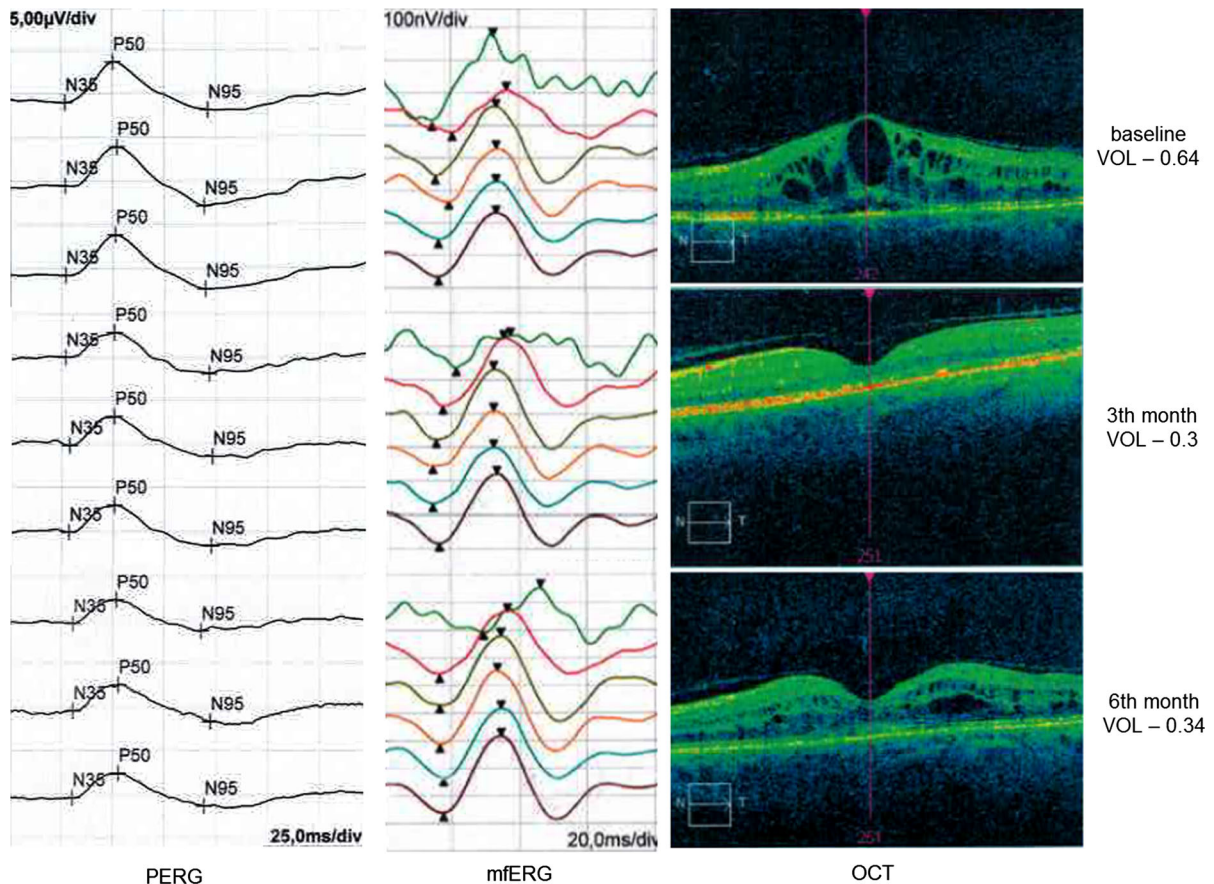 5,00µV/div
P50
N35
N95
P50
N35
N95
P50
N35
N95
P50
N35
N95
P50
N35
N95
P50
N35
N95
P50
N35
N95
P50
N35
N95
P50
N35
N95
25,0ms/div
PERG
100nV/div
20,0ms/div
mfERG
N T
N T
251
N T
OCT
baseline
VOL – 0.64
3th month
VOL – 0.3
6th month
VOL – 0.34